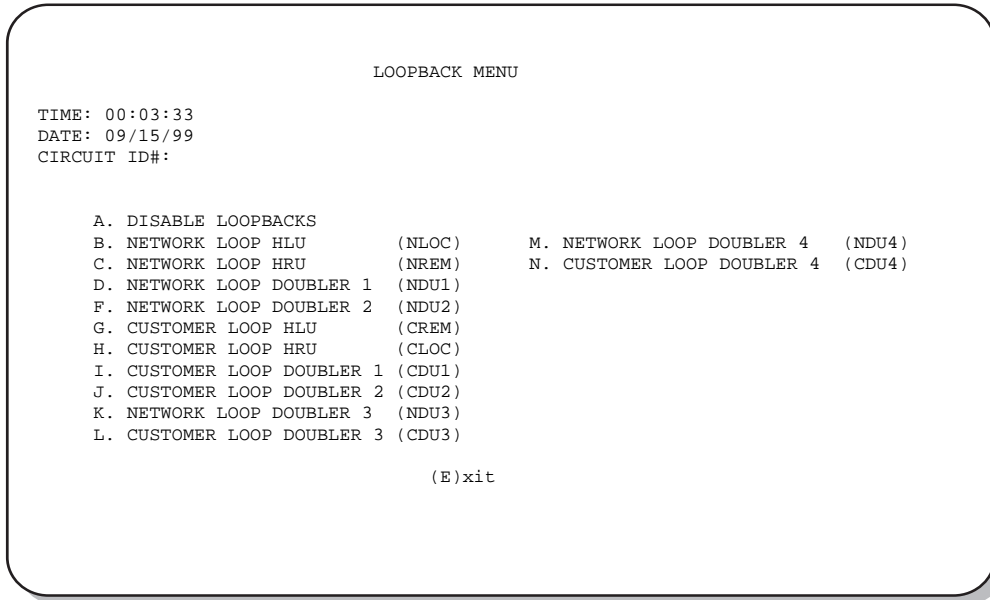 LOOPBACK MENU
TIME: 00:03:33
DATE: 09/15/99
CIRCUIT ID#:
A. DISABLE LOOPBACKS
B. NETWORK LOOP HLU (NLOC) M. NETWORK LOOP DOUBLER 4 (NDU4)
C. NETWORK LOOP HRU (NREM) N. CUSTOMER LOOP DOUBLER 4 (CDU4)
D. NETWORK LOOP DOUBLER 1 (NDU1)
F. NETWORK LOOP DOUBLER 2 (NDU2)
G. CUSTOMER LOOP HLU (CREM)
H. CUSTOMER LOOP HRU (CLOC)
I. CUSTOMER LOOP DOUBLER 1 (CDU1)
J. CUSTOMER LOOP DOUBLER 2 (CDU2)
K. NETWORK LOOP DOUBLER 3 (NDU3)
L. CUSTOMER LOOP DOUBLER 3 (CDU3)
(E)xit